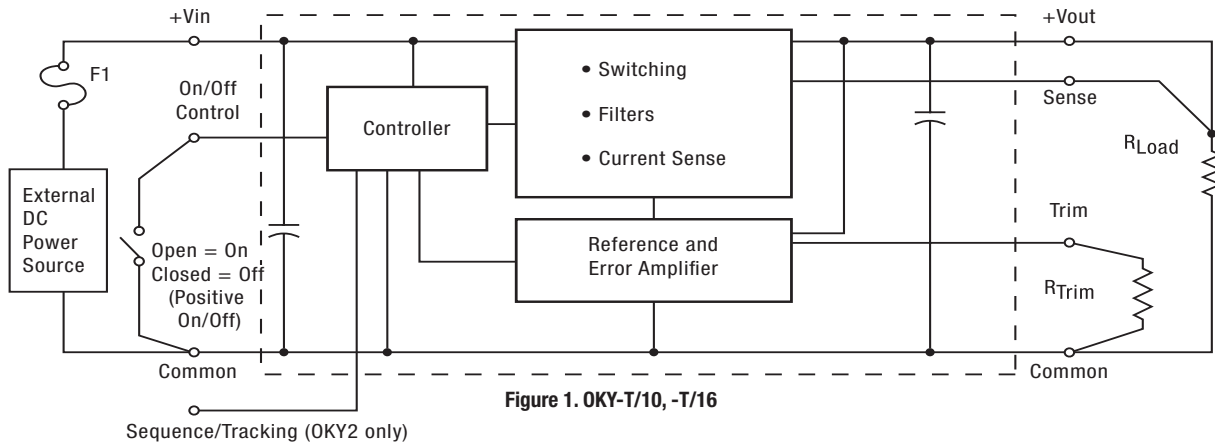 +Vin
+Vout
F1
On/Off
Control
• Switching
• Filters
• Current Sense
Controller
Sense
RLoad
External
DC
Power
Source
Open = On
Closed = Off
(Positive
On/Off)
Reference and
Error Amplifier
Trim
RTrim
Common
Common
Figure 1. OKY-T/10, -T/16
Sequence/Tracking (OKY2 only)